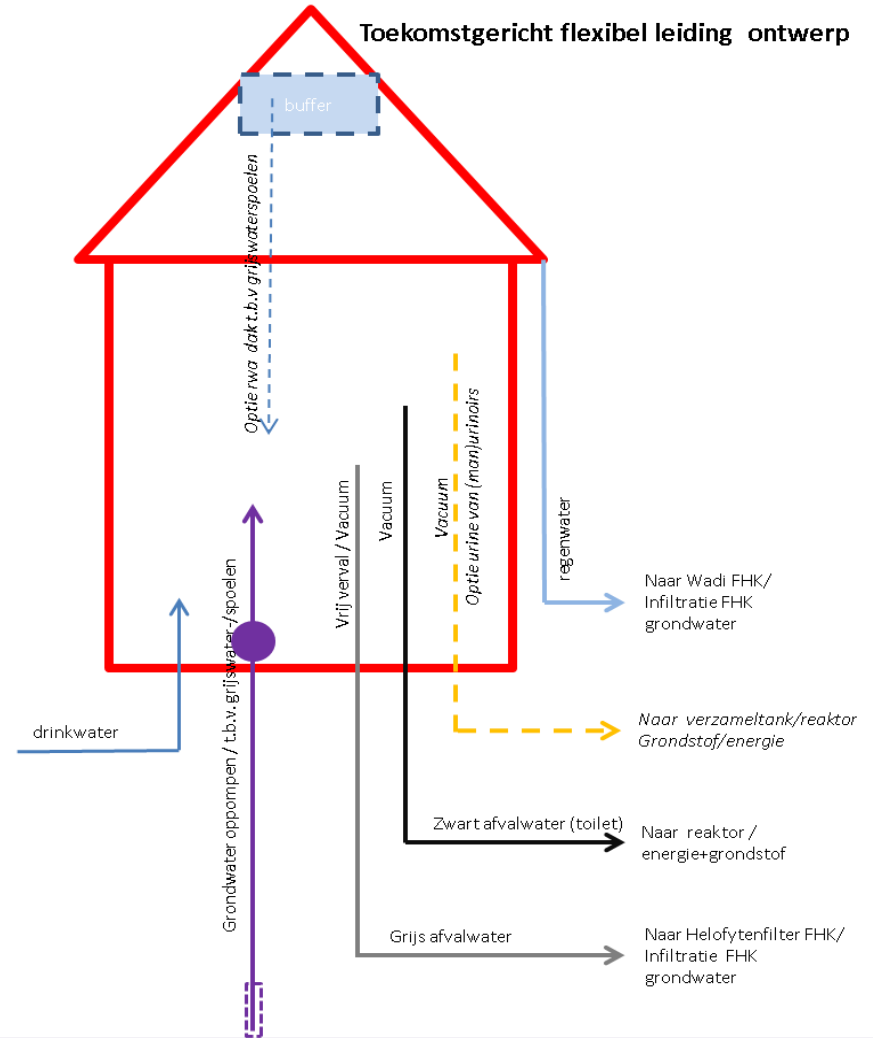 Toekomstgericht flexibel leiding ontwerp
buffer
Optie rwa dak t.b.v grijswaterspoelen
Vrij verval / Vacuum
Vacuum
Vacuum
Optie urine van (man)urinoirs
regenwater
Naar Wadi FHK/
Infiltratie FHK
grondwater
drinkwater
Grondwater oppompen / t.b.v. grijswater-/spoelen
Naar verzameltank/reaktor
Grondstof/energie
Zwart afvalwater (toilet)
Naar reaktor /
energie+grondstof
Grijs afvalwater
Naar Helofytenfilter FHK/
Infiltratie FHK
grondwater